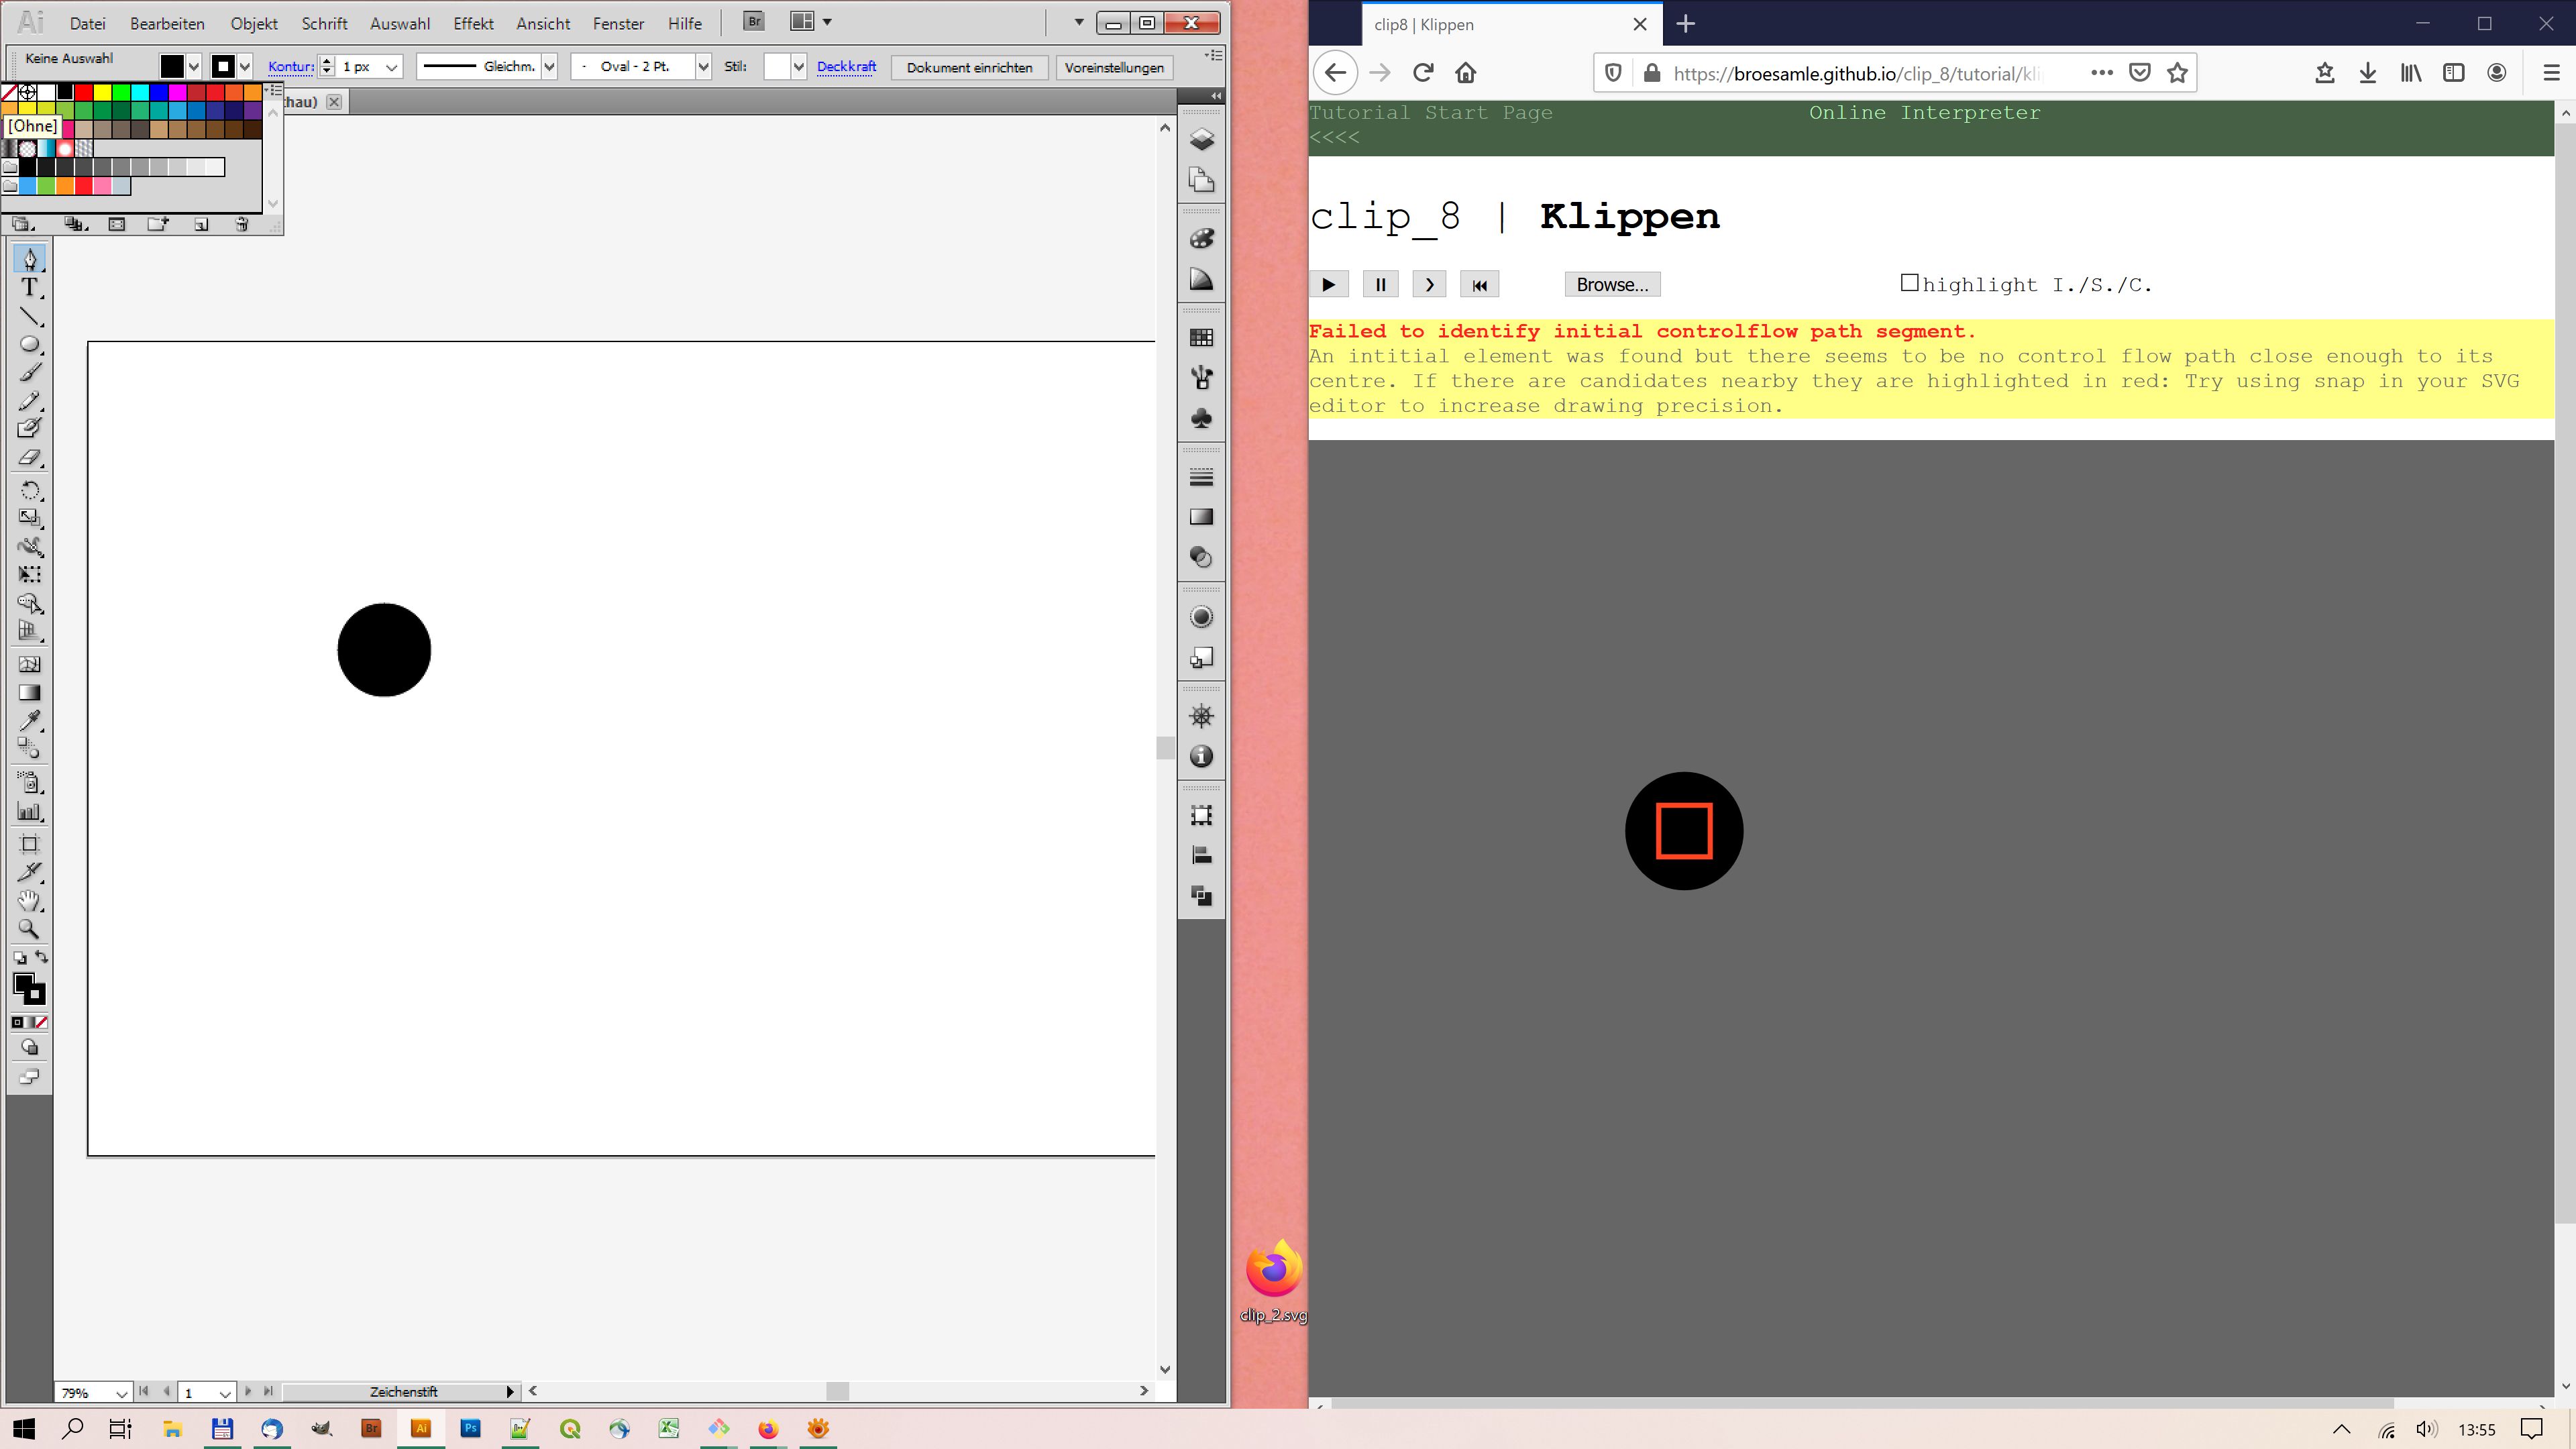 Ai Datei Bearbeiten Objekt Schrift Auswahl Effekt Ansicht Fenster Hilfe Br
Keine Auswahl Kontur: 1 px Gleichm. Oval - 2 Pt. Stil: Deckkraft Dokument einrichten Voreinstellungen
chau)
[Ohne]
T
79% 1 Zeichenstift
clip_2.svg
clip8 | Klippen
https://broesamle.github.io/clip_8/tutorial/kli
Tutorial Start Page Online Interpreter
<<<<
clip_8 | Klippen
Browse... highlight I./S./C.
Failed to identify initial controlflow path segment.
An intitial element was found but there seems to be no control flow path close enough to its
centre. If there are candidates nearby they are highlighted in red: Try using snap in your SVG
editor to increase drawing precision.
Br Ai Ps 13:55